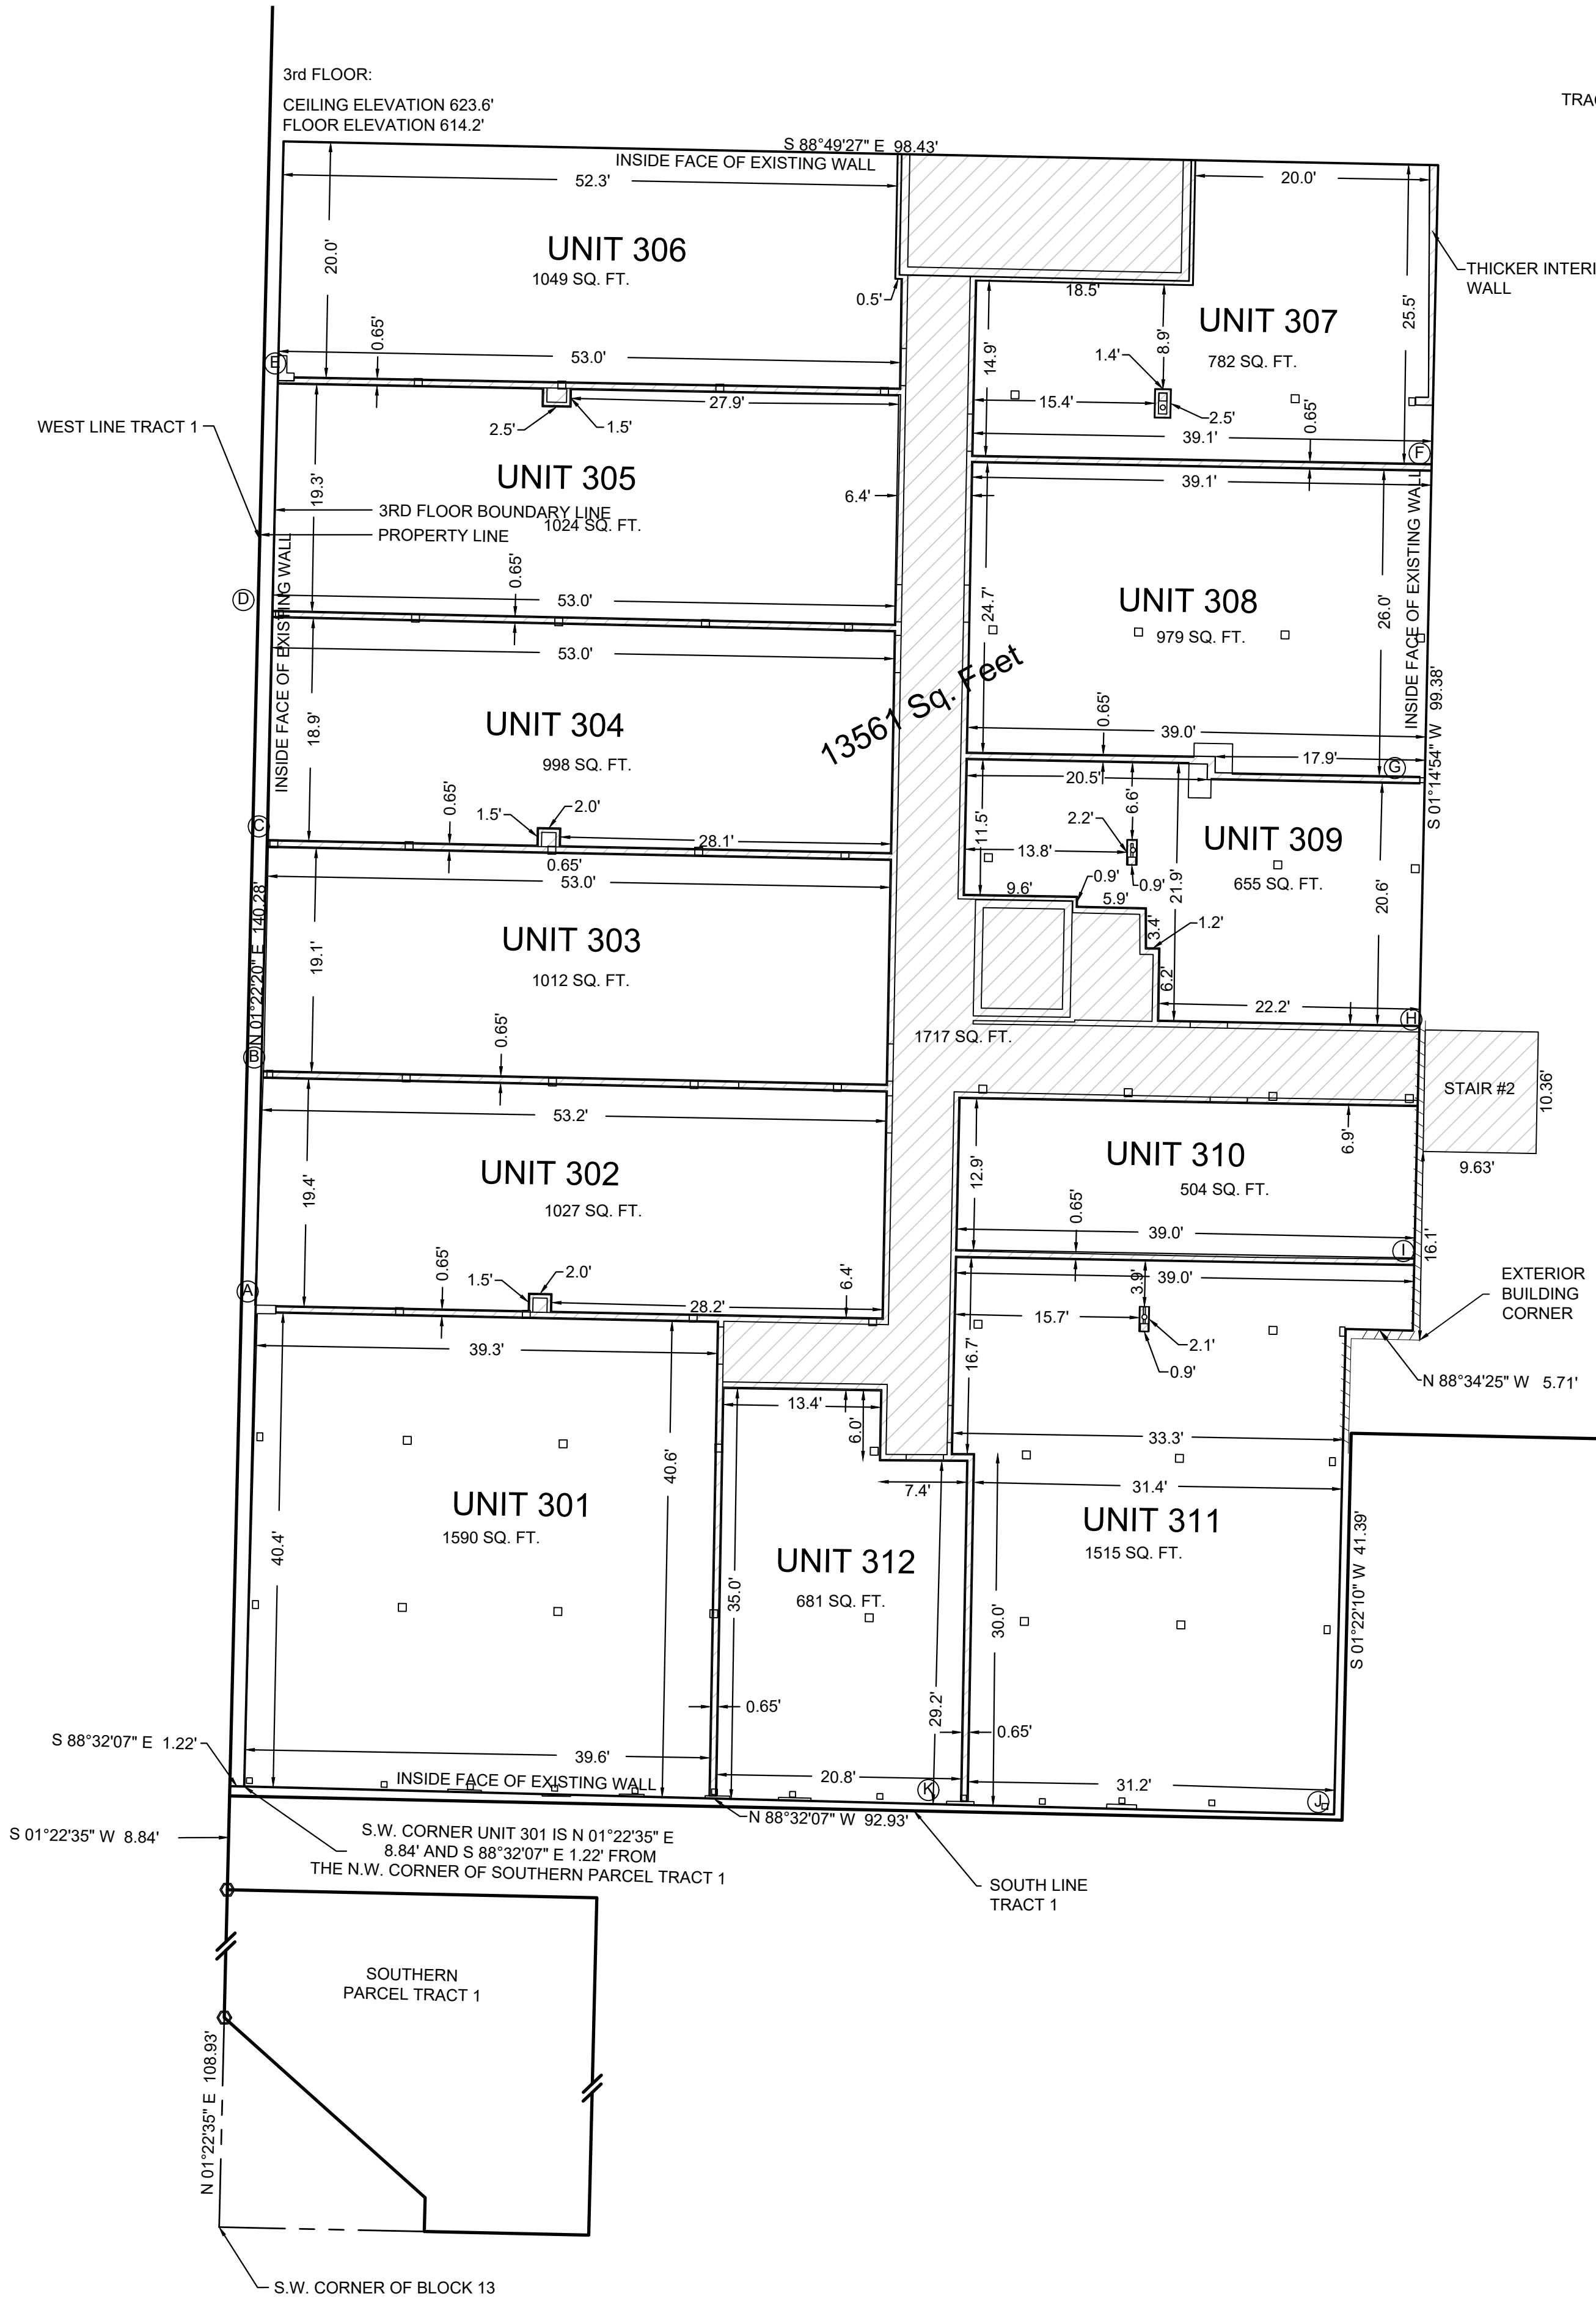 3rd FLOOR:
CEILING ELEVATION 623.6'
FLOOR ELEVATION 614.2'
TRAC
S 88°49'27" E 98.43'
INSIDE FACE OF EXISTING WALL
52.3'
20.0'
20.0'
UNIT 306
1049 SQ. FT.
THICKER INTERI
WALL
0.5'
18.5'
25.5'
0.65'
53.0'
E
14.9'
8.9'
UNIT 307
782 SQ. FT.
1.4'
15.4'
2.5'
0.65'
39.1'
F
27.9'
2.5'
1.5'
WEST LINE TRACT 1
UNIT 305
1024 SQ. FT.
19.3'
6.4'
3RD FLOOR BOUNDARY LINE
PROPERTY LINE
INSIDE FACE OF EXISTING WALL
39.1'
INSIDE FACE OF EXISTING WALL
0.65'
D
53.0'
24.7'
UNIT 308
979 SQ. FT.
26.0'
53.0'
13561 Sq. Feet
S 01°14'54" W 99.38'
UNIT 304
998 SQ. FT.
18.9'
0.65'
39.0'
17.9'
G
0.65'
1.5'
2.0'
28.1'
C
20.5'
6.6'
11.5'
2.2'
13.8'
0.9'
UNIT 309
655 SQ. FT.
0.65'
53.0'
9.6'
0.9'
5.9'
21.9'
20.6'
3.4'
1.2'
N 01°22'20" E 140.28'
UNIT 303
1012 SQ. FT.
19.1'
6.2'
22.2'
H
1717 SQ. FT.
0.65'
B
STAIR #2
10.36'
9.63'
53.2'
6.9'
UNIT 302
1027 SQ. FT.
19.4'
12.9'
UNIT 310
504 SQ. FT.
0.65'
39.0'
I
16.1'
0.65'
A
1.5'
2.0'
28.2'
6.4'
39.0'
3.9'
15.7'
2.1'
0.9'
EXTERIOR
BUILDING
CORNER
39.3'
16.7'
N 88°34'25" W 5.71'
13.4'
6.0'
33.3'
40.6'
7.4'
31.4'
UNIT 301
1590 SQ. FT.
40.4'
UNIT 311
1515 SQ. FT.
UNIT 312
681 SQ. FT.
35.0'
30.0'
S 01°22'10" W 41.39'
0.65'
29.2'
0.65'
S 88°32'07" E 1.22'
39.6'
INSIDE FACE OF EXISTING WALL
20.8'
K
31.2'
J
N 88°32'07" W 92.93'
S 01°22'35" W 8.84'
S.W. CORNER UNIT 301 IS N 01°22'35" E
8.84' AND S 88°32'07" E 1.22' FROM
THE N.W. CORNER OF SOUTHERN PARCEL TRACT 1
SOUTH LINE
TRACT 1
SOUTHERN
PARCEL TRACT 1
N 01°22'35" E 108.93'
S.W. CORNER OF BLOCK 13